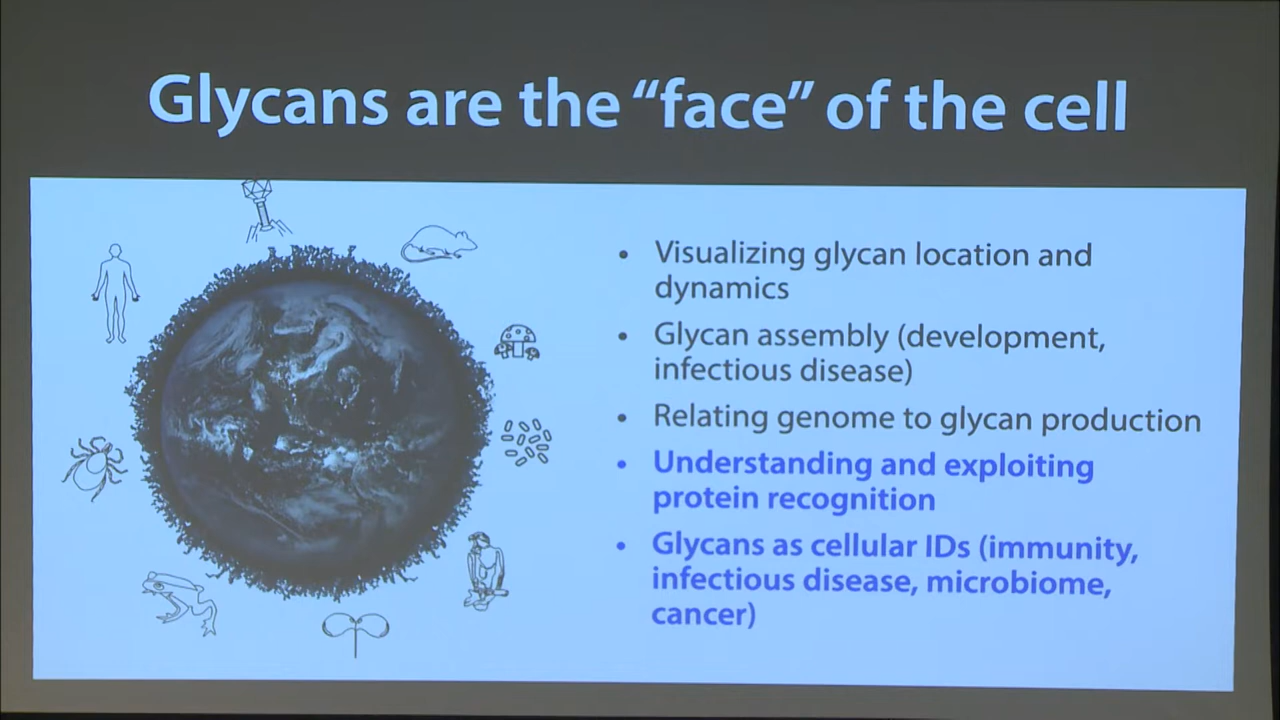 Glycans are the “face” of the cell
• Visualizing glycan location and
dynamics
• Glycan assembly (development,
infectious disease)
• Relating genome to glycan production
• Understanding and exploiting
protein recognition
• Glycans as cellular IDs (immunity,
infectious disease, microbiome,
cancer)